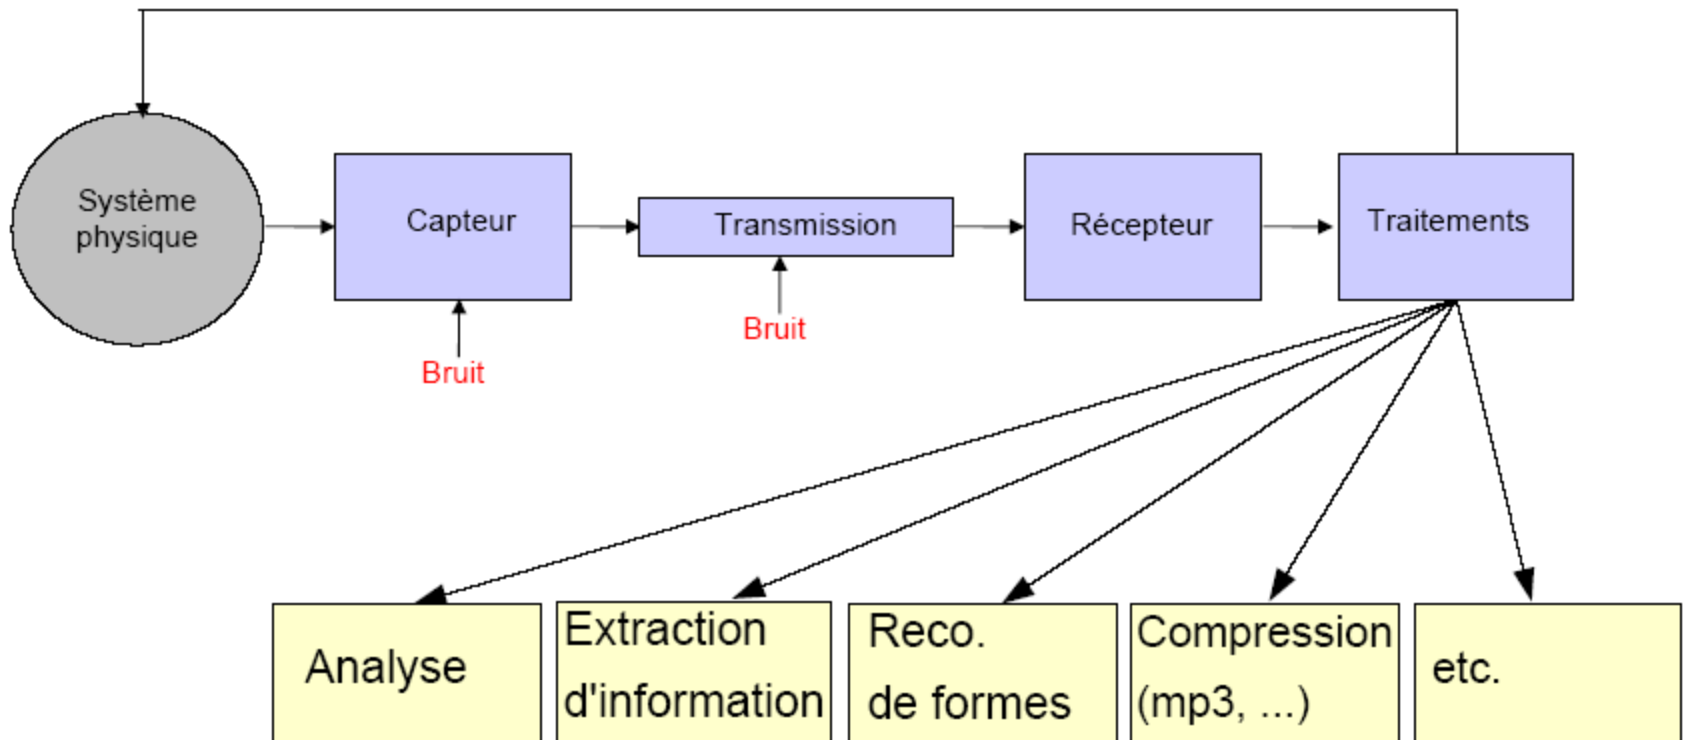 Système
physique
Capteur
Transmission
Récepteur
Traitements
Bruit
Bruit
Analyse
Extraction
d'information
Reco.
de formes
Compression
(mp3, ...)
etc.